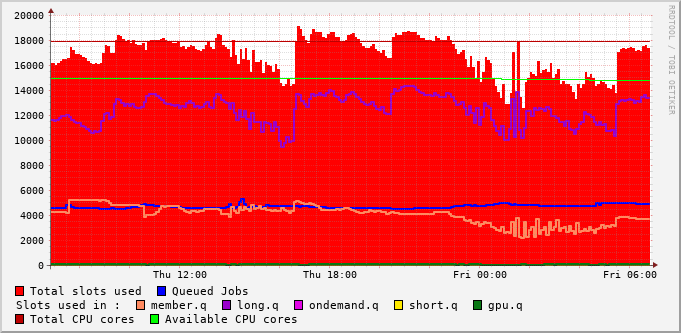 20000
18000
16000
14000
12000
10000
8000
6000
4000
2000
0
Thu 12:00 Thu 18:00 Fri 00:00 Fri 06:00
RRDTOOL / TOBI OETIKER
Total slots used Queued Jobs
Slots used in : member.q long.q ondemand.q short.q gpu.q
Total CPU cores Available CPU cores